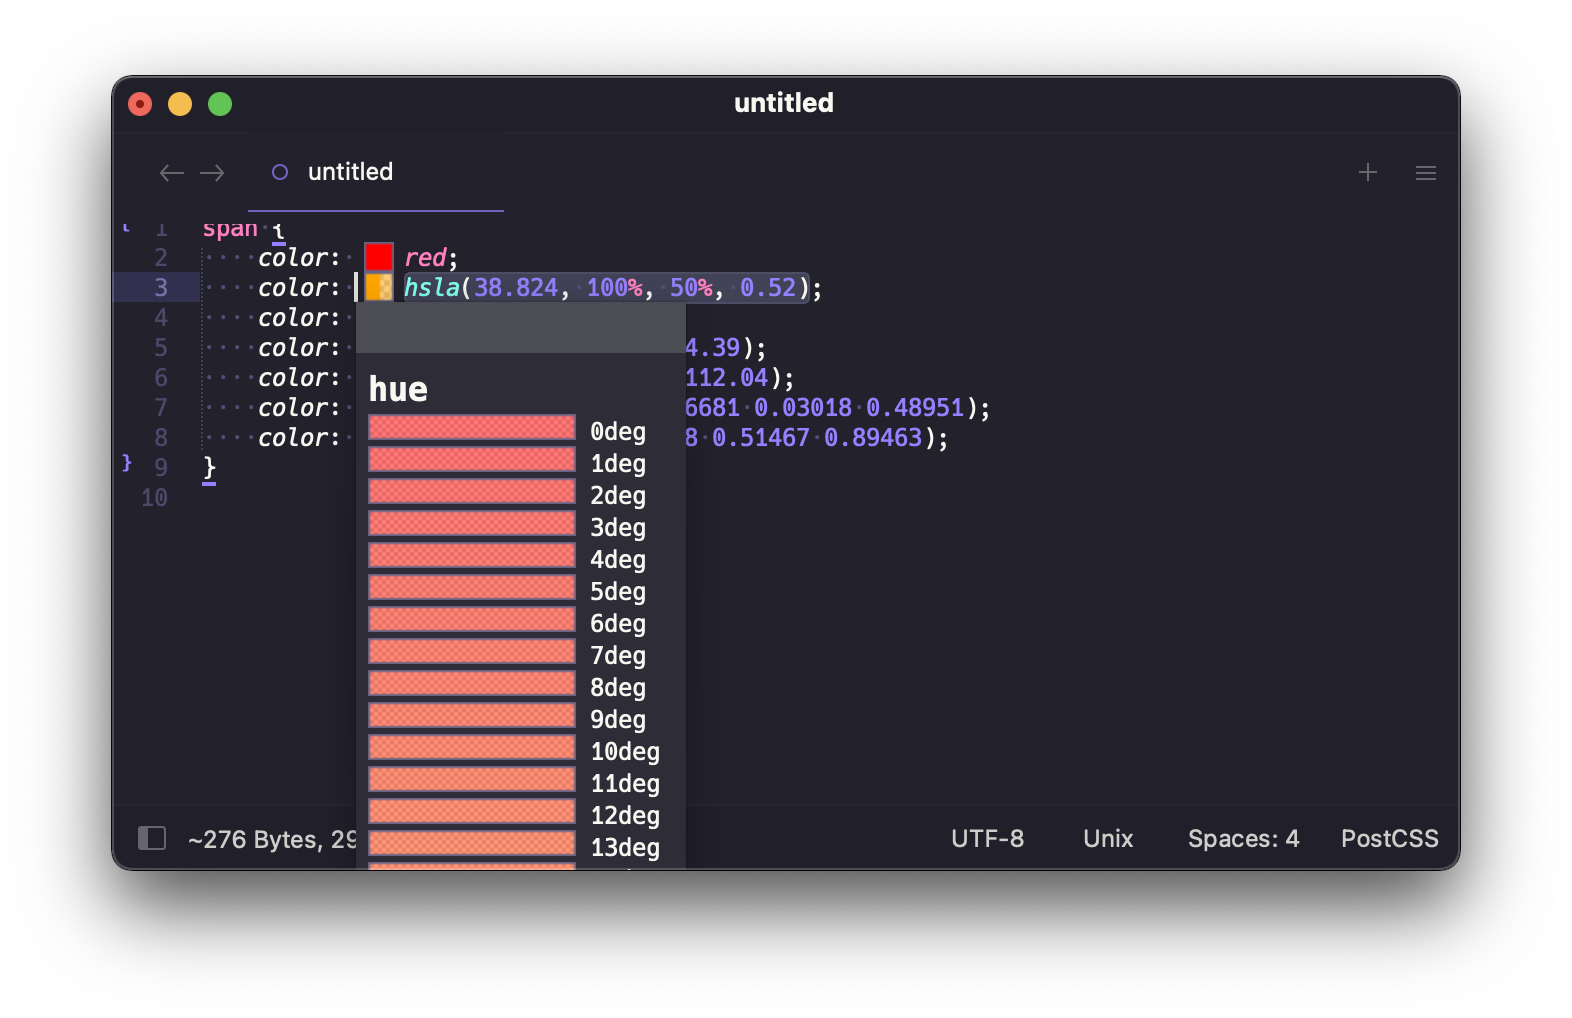 untitled
← → untitled
1 span {
2 color: red;
3 color: hsla(38.824, 100%, 50%, 0.52);
4 color:
5 color: 4.39);
6 color: 112.04);
7 color: 6681 0.03018 0.48951);
8 color: 8 0.51467 0.89463);
9 }
10
hue
0deg
1deg
2deg
3deg
4deg
5deg
6deg
7deg
8deg
9deg
10deg
11deg
12deg
13deg
~276 Bytes, 29 UTF-8 Unix Spaces: 4 PostCSS